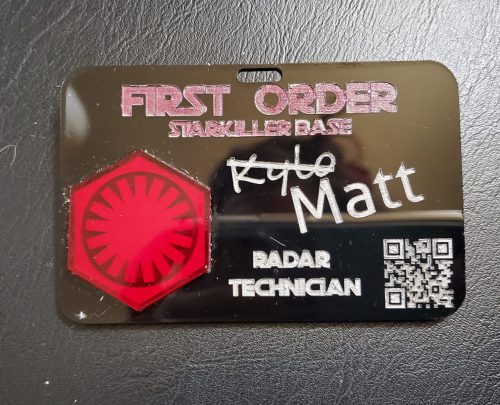 FIRST ORDER
STARKILLER BASE
Kylo
Matt
RADAR
TECHNICIAN